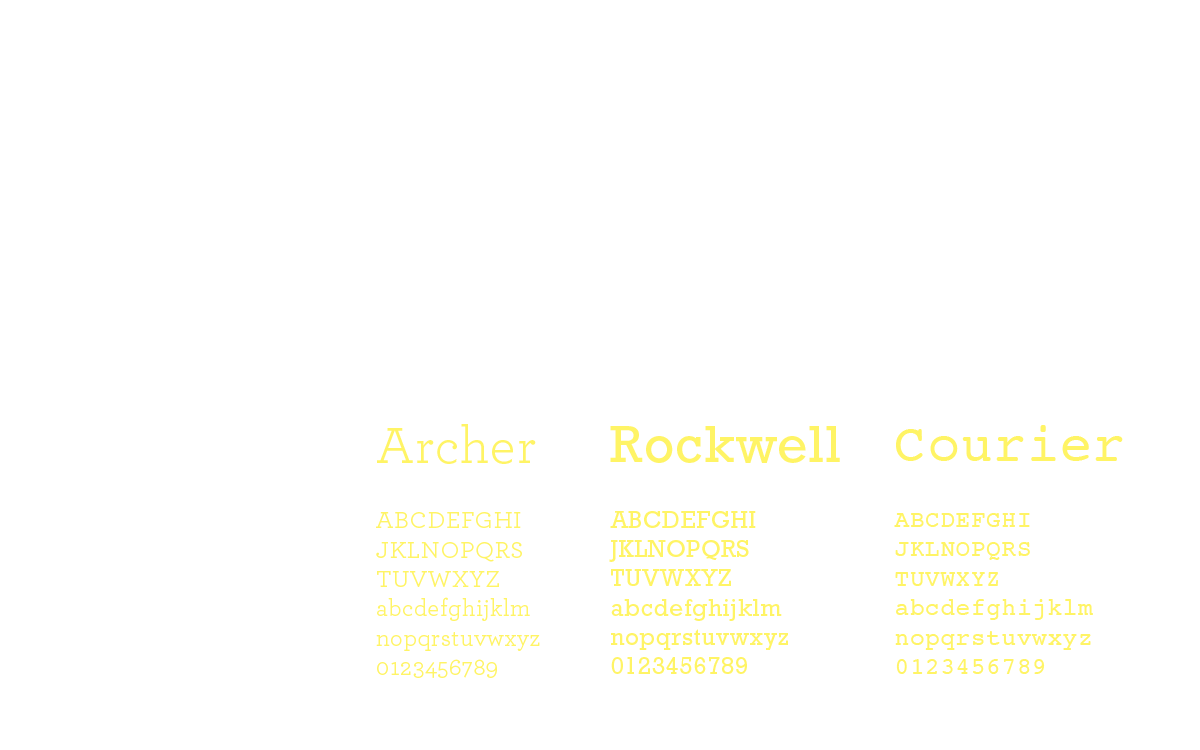 Archer
ABCDEFGHI
JKLNOPQRS
TUVWXYZ
abcdefghijklm
nopqrstuvwxyz
0123456789
Rockwell
ABCDEFGHI
JKLNOPQRS
TUVWXYZ
abcdefghijklm
nopqrstuvwxyz
0123456789
Courier
ABCDEFGHI
JKLNOPQRS
TUVWXYZ
abcdefghijklm
nopqrstuvwxyz
0123456789